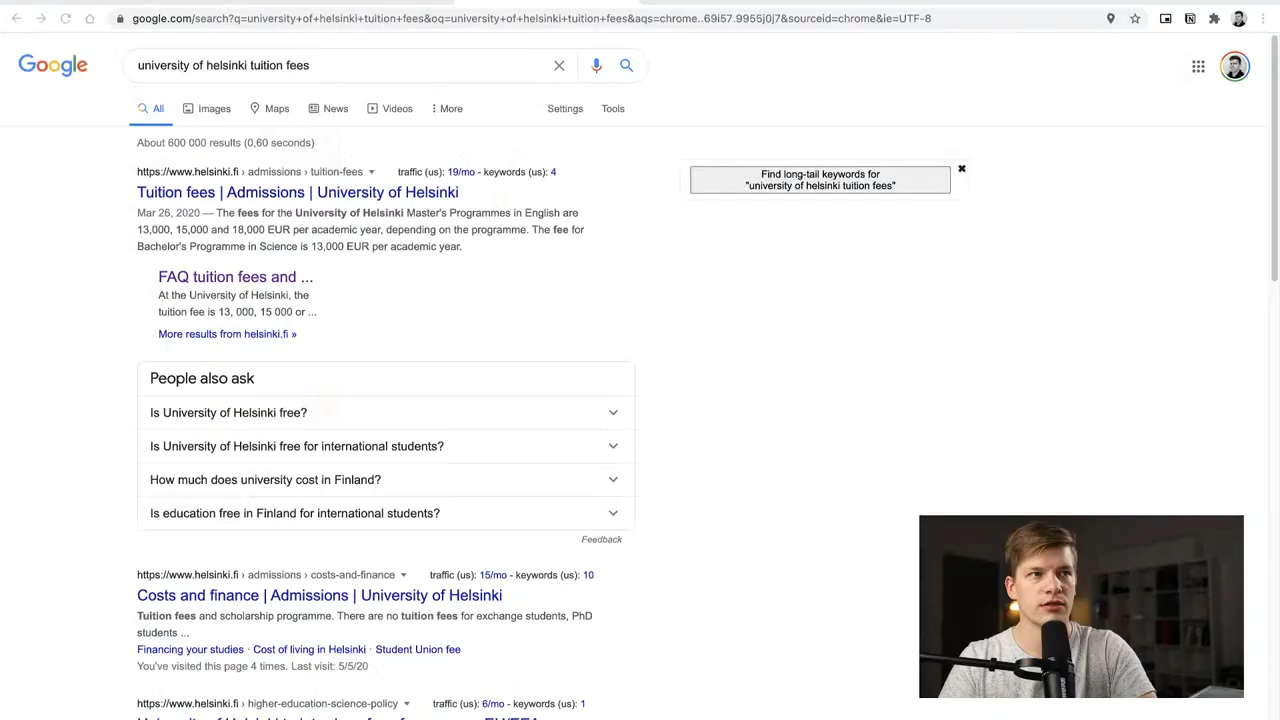 google.com/search?q=university+of+helsinki+tuition+fees&oq=university+of+helsinki+tuition+fees&aqs=chrome..69i57.9955j0j7&sourceid=chrome&ie=UTF-8
Google
university of helsinki tuition fees
All Images Maps News Videos More Settings Tools
About 600 000 results (0,60 seconds)
https://www.helsinki.fi › admissions › tuition-fees traffic (us): 19/mo - keywords (us): 4
Tuition fees | Admissions | University of Helsinki
Mar 26, 2020 — The fees for the University of Helsinki Master's Programmes in English are
13,000, 15,000 and 18,000 EUR per academic year, depending on the programme. The fee for
Bachelor's Programme in Science is 13,000 EUR per academic year.
FAQ tuition fees and ...
At the University of Helsinki, the
tuition fee is 13, 000, 15 000 or ...
More results from helsinki.fi »
Find long-tail keywords for
"university of helsinki tuition fees"
People also ask
Is University of Helsinki free?
Is University of Helsinki free for international students?
How much does university cost in Finland?
Is education free in Finland for international students?
Feedback
https://www.helsinki.fi › admissions › costs-and-finance traffic (us): 15/mo - keywords (us): 10
Costs and finance | Admissions | University of Helsinki
Tuition fees and scholarship programme. There are no tuition fees for exchange students, PhD
students ...
Financing your studies · Cost of living in Helsinki · Student Union fee
You've visited this page 4 times. Last visit: 5/5/20
https://www.helsinki.fi › higher-education-science-policy traffic (us): 6/mo - keywords (us): 1